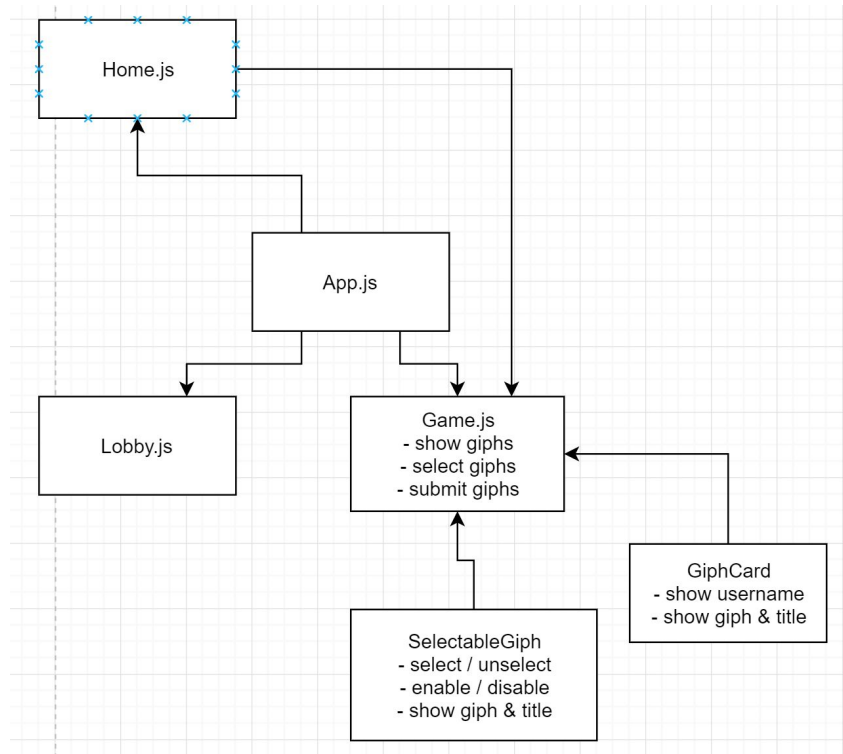 Home.js
App.js
Lobby.js
Game.js
- show giphs
- select giphs
- submit giphs
GiphCard
- show username
- show giph & title
SelectableGiph
- select / unselect
- enable / disable
- show giph & title